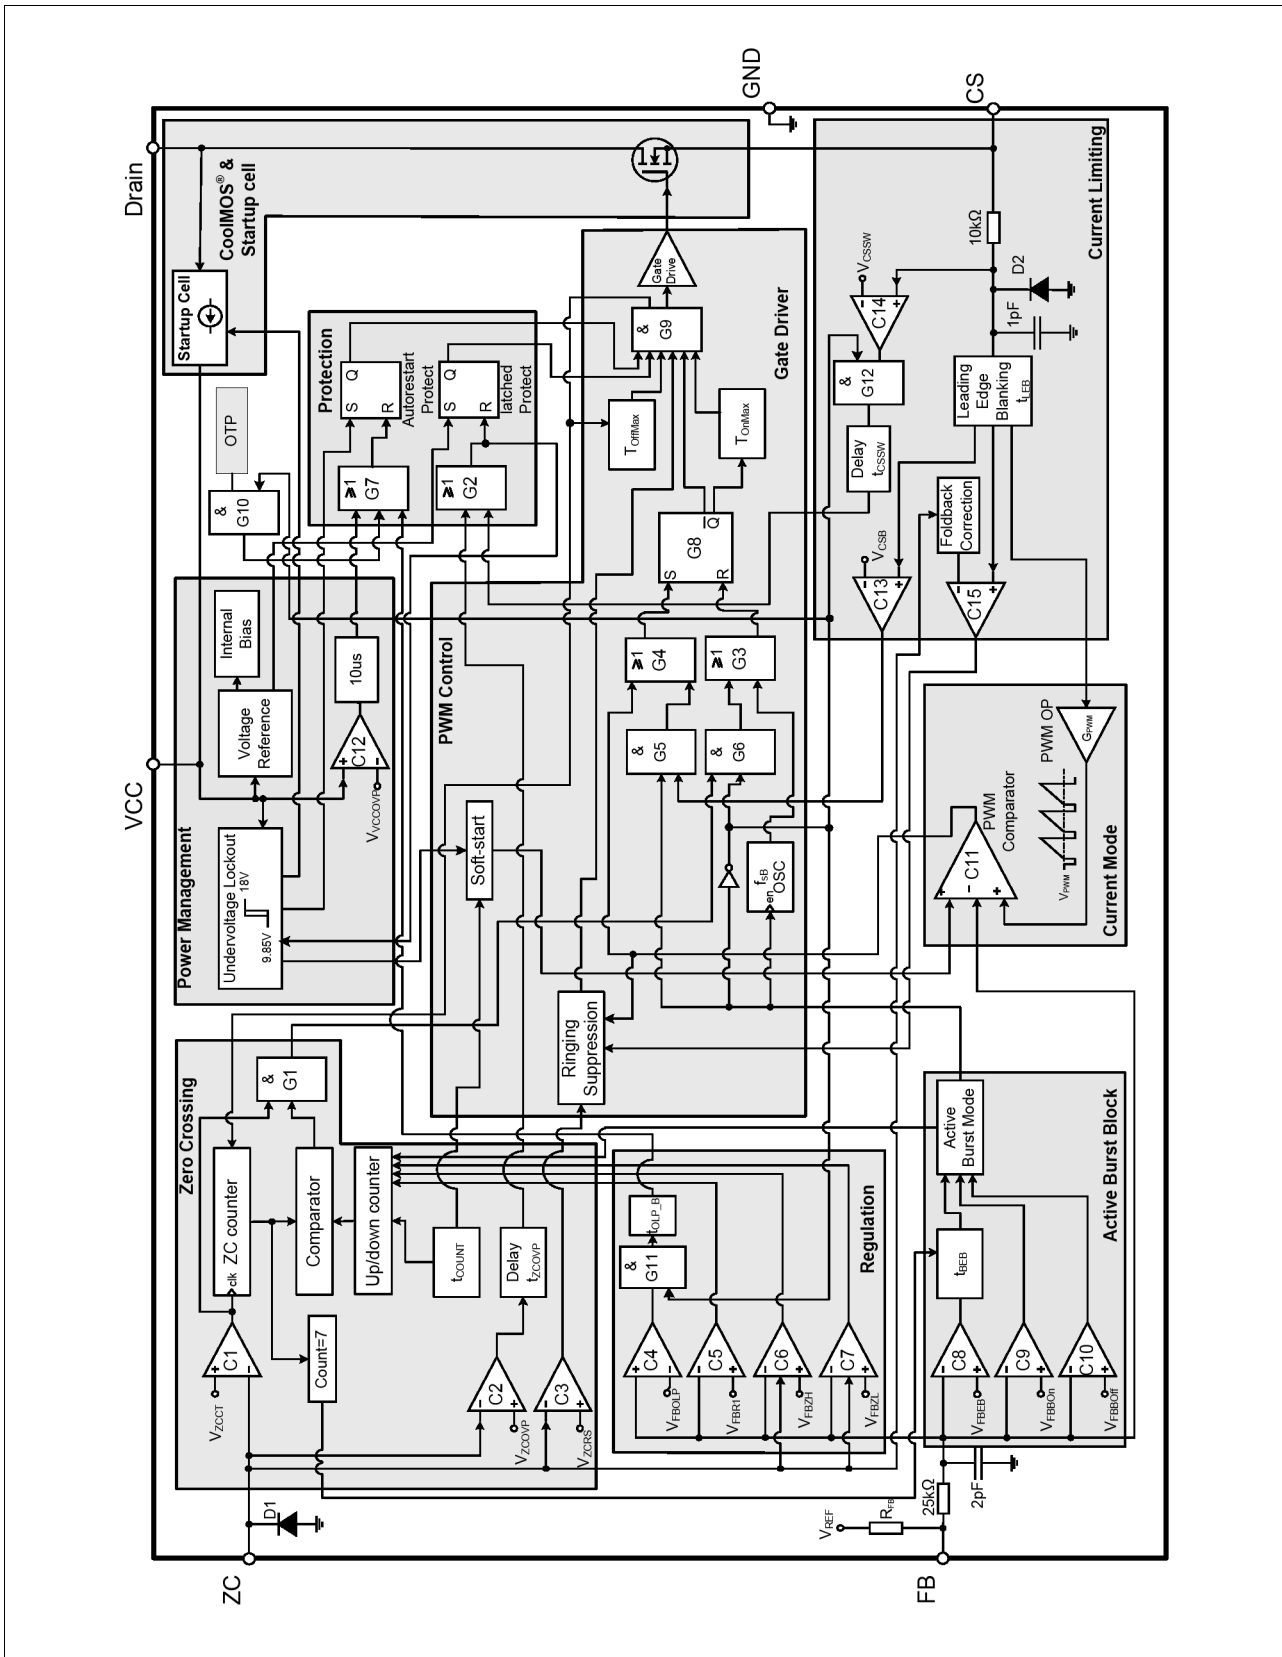 ZC
VCC
Drain
GND
CS
FB
D1
Zero Crossing
C1
V_ZCCT
clk ZC counter
Comparator
Up/down counter
Count=7
t_COUNT
Delay
t_ZCOVP
C2
V_ZCOVP
C3
V_ZCRS
&
G1
Power Management
Undervoltage Lockout
18V
9.85V
Voltage
Reference
Internal
Bias
C12
V_VCCOVP
10us
&
G10
OTP
CoolMOS® &
Startup cell
Startup Cell
Protection
≥1
G7
S
Q
R
Autorestart
Protect
≥1
G2
S
Q
R
latched
Protect
PWM Control
Soft-start
Ringing
Suppression
&
G5
&
G6
≥1
G4
≥1
G3
f_sB
en
OSC
G8
S
R
Q
T_OffMax
T_OnMax
&
G9
Gate
Drive
Gate Driver
Regulation
C4
V_FBOLP
C5
V_FBR1
C6
V_FBZH
C7
V_FBZL
&
G11
t_OLP_B
V_REF
R_FB
25kΩ
2pF
Active Burst Block
C8
V_FBEB
C9
V_FBBOn
C10
V_FBBOff
t_BEB
Active
Burst Mode
Current Mode
C11
PWM
Comparator
PWM OP
G_PWM
V_PWM
Current Limiting
C13
V_CSB
C15
Foldback
Correction
Delay
t_CSSW
&
G12
C14
V_CSSW
Leading
Edge
Blanking
t_LEB
1pF
D2
10kΩ